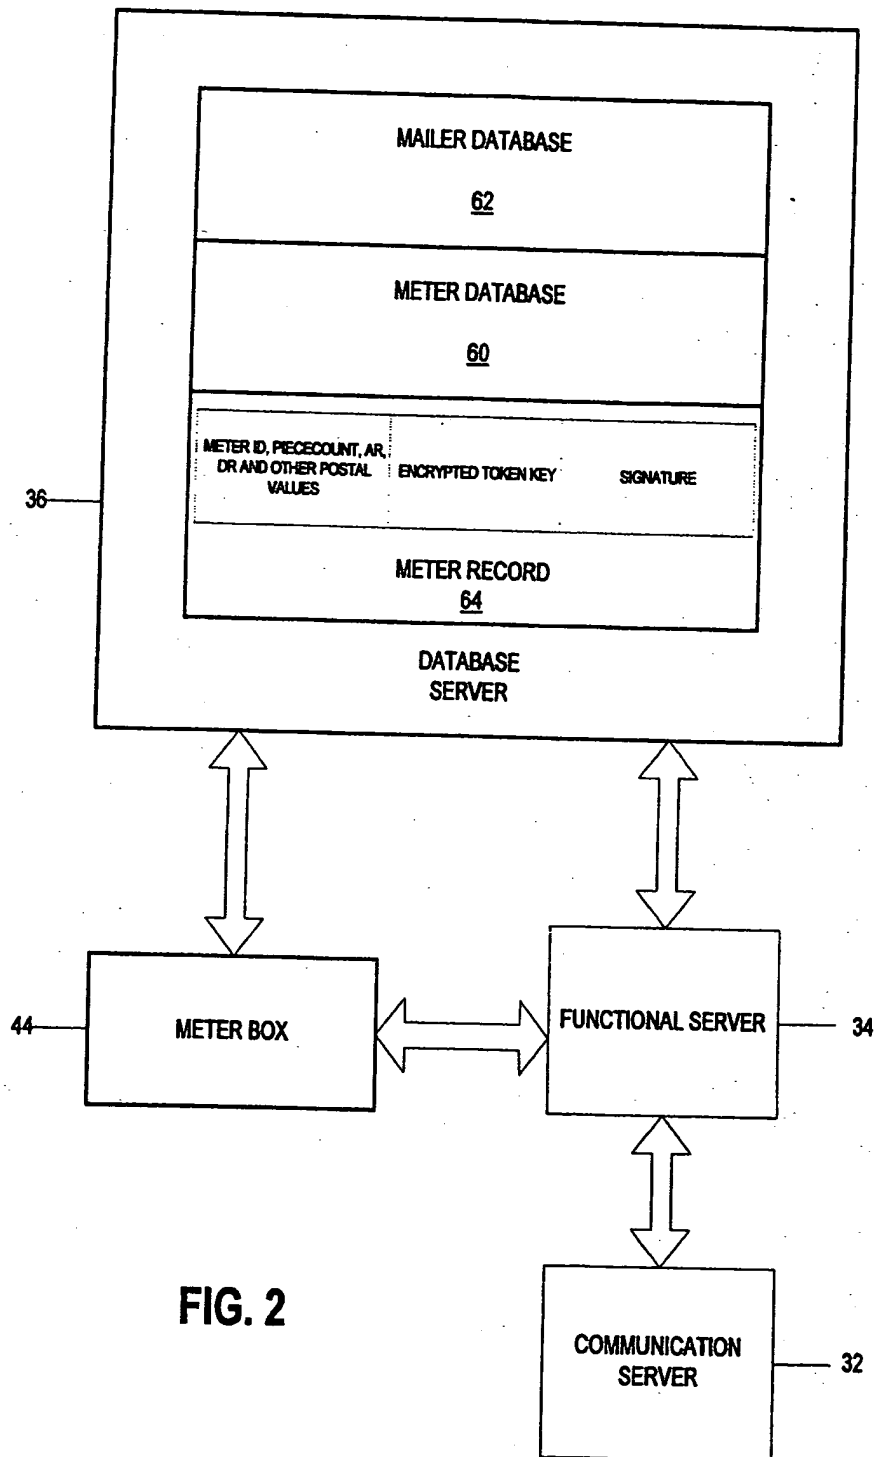 MAILER DATABASE
62
METER DATABASE
60
METER ID, PIECECOUNT, AR,
DR AND OTHER POSTAL
VALUES
ENCRYPTED TOKEN KEY
SIGNATURE
METER RECORD
64
DATABASE
SERVER
36
44
METER BOX
FUNCTIONAL SERVER
34
FIG. 2
COMMUNICATION
SERVER
32